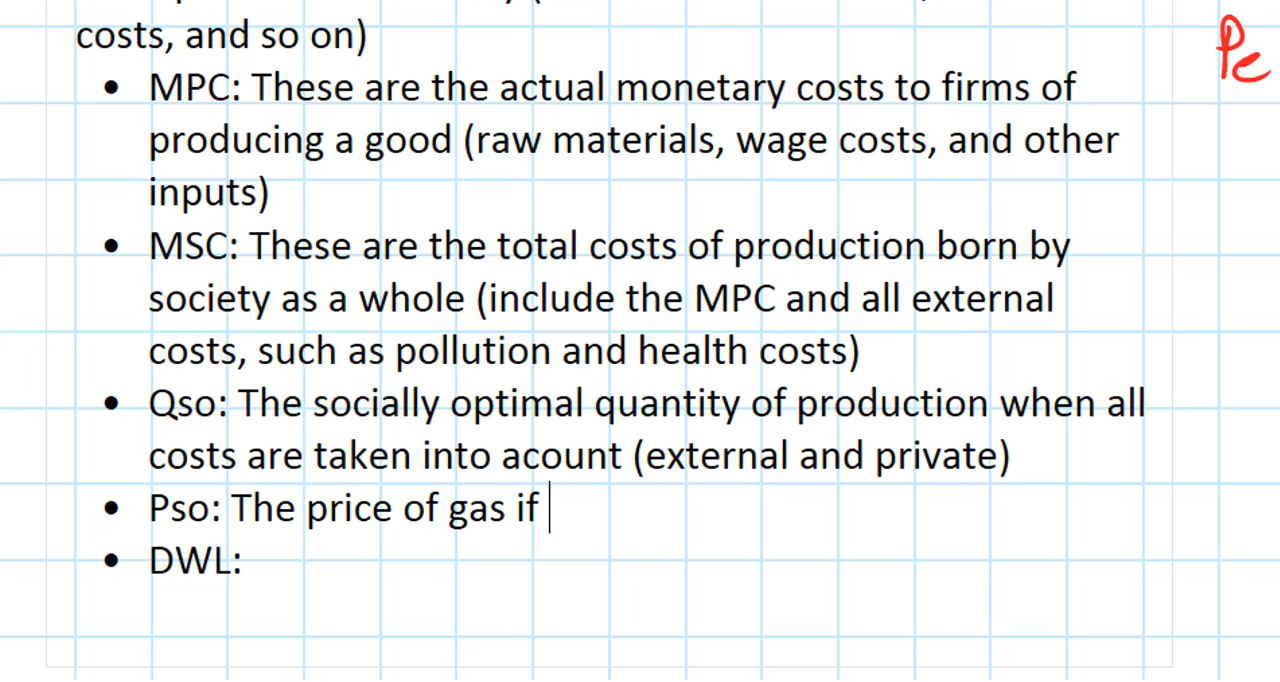 costs, and so on)
• MPC: These are the actual monetary costs to firms of
producing a good (raw materials, wage costs, and other
inputs)
• MSC: These are the total costs of production born by
society as a whole (include the MPC and all external
costs, such as pollution and health costs)
• Qso: The socially optimal quantity of production when all
costs are taken into acount (external and private)
• Pso: The price of gas if
• DWL:
Pe